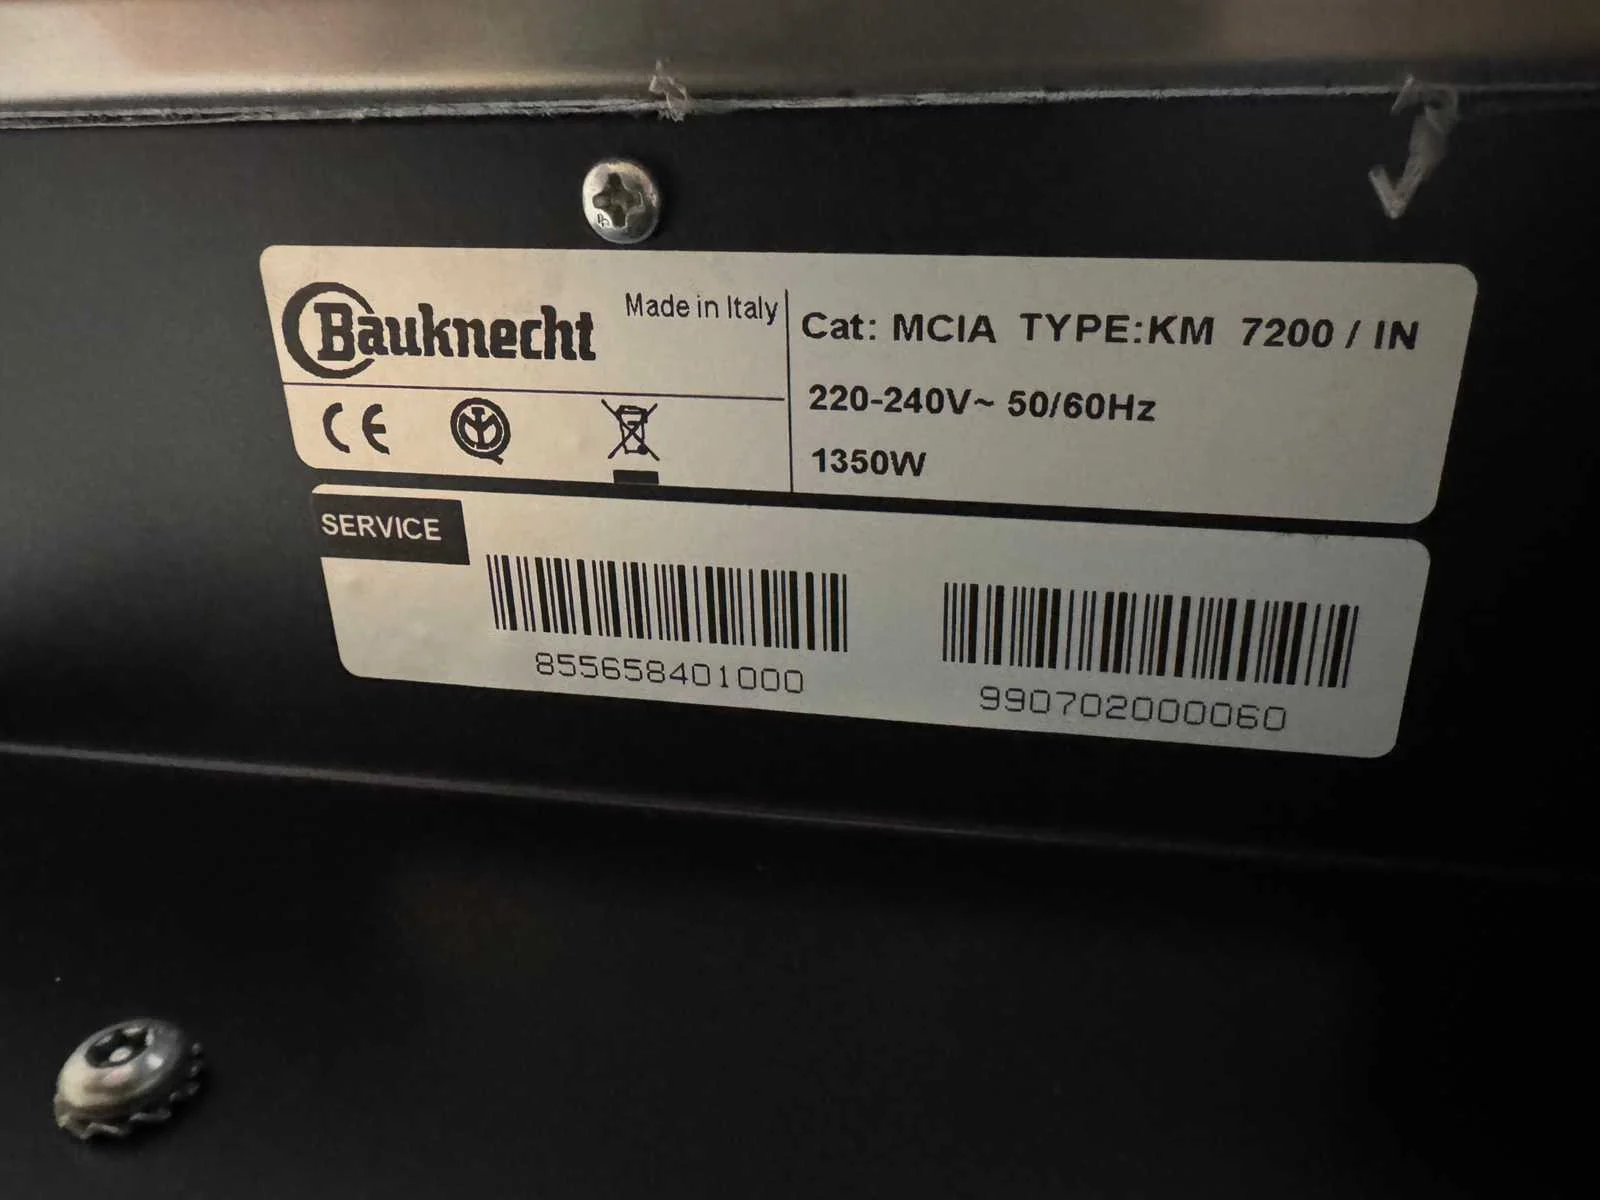 Bauknecht
Made in Italy
Cat: MCIA TYPE:KM 7200 / IN
220-240V~ 50/60Hz
1350W
CE
SERVICE
855658401000
990702000060